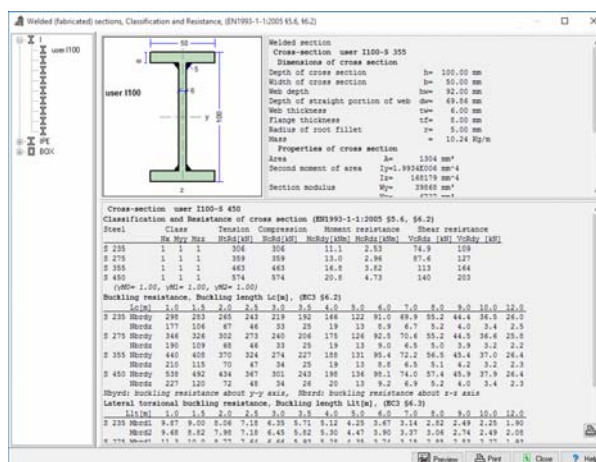 Welded (fabricated) sections, Classification and Resistance, (EN1993-1-1:2005 §5.6, §6.2)
I
user I100
IPE
BOX
50
8
5
user I100
6
y
100
z
Welded section
Cross-section user I100-S 355
Dimensions of cross section
Depth of cross section h= 100.00 mm
Width of cross section b= 50.00 mm
Web depth hw= 92.00 mm
Depth of straight portion of web dw= 69.86 mm
Web thickness tw= 6.00 mm
Flange thickness tf= 8.00 mm
Radius of root fillet r= 5.00 mm
Mass = 10.24 Kg/m
Properties of cross section
Area A= 1304 mm²
Second moment of area Iy=1.9934E006 mm^4
Iz= 168179 mm^4
Section modulus Wy= 39868 mm³
Cross-section user I100-S 450
Classification and Resistance of cross section (EN1993-1-1:2005 §5.6, §6.2)
Steel Class Tension Compression Moment resistance Shear resistance
Nx Myy Mzz NtRd[kN] NcRd[kN] McRdy[kNm] McRdz[kNm] VcRdz [kN] VcRdy [kN]
S 235 1 1 1 306 306 11.1 2.53 74.9 109
S 275 1 1 1 359 359 13.0 2.96 87.6 127
S 355 1 1 1 463 463 16.8 3.82 113 164
S 450 1 1 1 574 574 20.8 4.73 140 203
(γM0= 1.00, γM1= 1.00, γM2= 1.00)
Buckling resistance, Buckling length Lc[m], (EC3 §6.2)
Lc[m] 1.0 1.5 2.0 2.5 3.0 3.5 4.0 5.0 6.0 7.0 8.0 9.0 10.0 12.0
S 235 Nbrdy 298 283 265 243 219 192 166 122 91.0 69.9 55.2 44.4 36.5 26.0
Nbrdz 177 106 67 46 33 25 19 13 8.9 6.7 5.2 4.0 3.4 2.5
S 275 Nbrdy 346 326 302 273 240 206 175 126 92.8 70.6 55.2 44.5 36.6 25.8
Nbrdz 190 109 68 46 33 25 19 13 9.0 6.5 5.0 3.9 3.2 2.2
S 355 Nbrdy 440 408 370 324 274 227 188 131 95.4 72.2 56.5 45.4 37.0 26.4
Nbrdz 210 115 70 47 34 25 19 13 8.8 6.5 5.1 4.2 3.2 2.3
S 450 Nbrdy 538 492 434 367 301 243 198 136 98.1 74.0 57.4 45.9 37.9 26.4
Nbrdz 227 120 72 48 34 26 20 13 9.2 6.9 5.2 4.0 3.4 2.3
Nbyrd: buckling resistance about y-y axis, Nbzrd: buckling resistance about z-z axis
Lateral torsional buckling resistance, Buckling length Llt[m], (EC3 §6.3)
Llt[m] 1.0 1.5 2.0 2.5 3.0 3.5 4.0 5.0 6.0 7.0 8.0 9.0 10.0 12.0
S 235 Mbrd1 9.87 9.00 8.06 7.18 6.35 5.71 5.12 4.25 3.67 3.14 2.82 2.49 2.25 1.90
Mbrd2 9.68 8.82 7.98 7.18 6.45 5.82 5.30 4.47 3.90 3.37 3.06 2.74 2.49 2.08
S 275 Mbrd1
Preview
Print
Close
Help